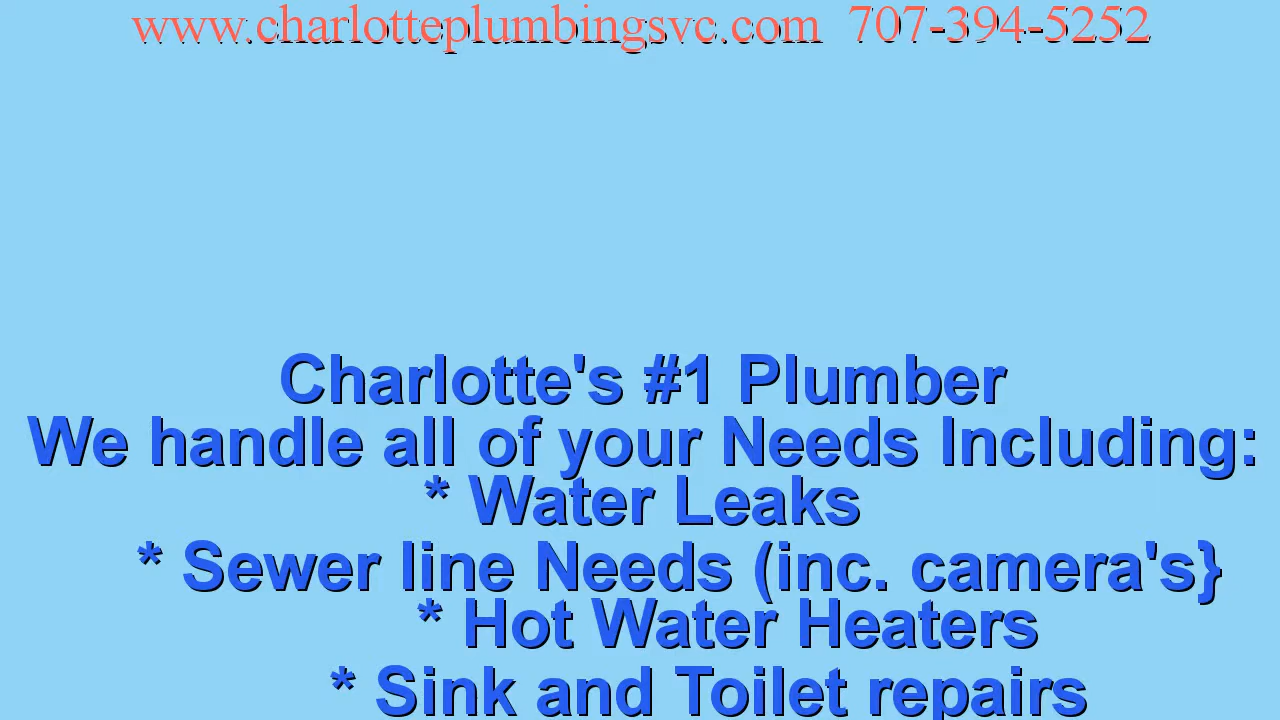 www.charlotteplumbingsvc.com 707-394-5252
Charlotte's #1 Plumber
We handle all of your Needs Including:
* Water Leaks
* Sewer line Needs (inc. camera's}
* Hot Water Heaters
* Sink and Toilet repairs